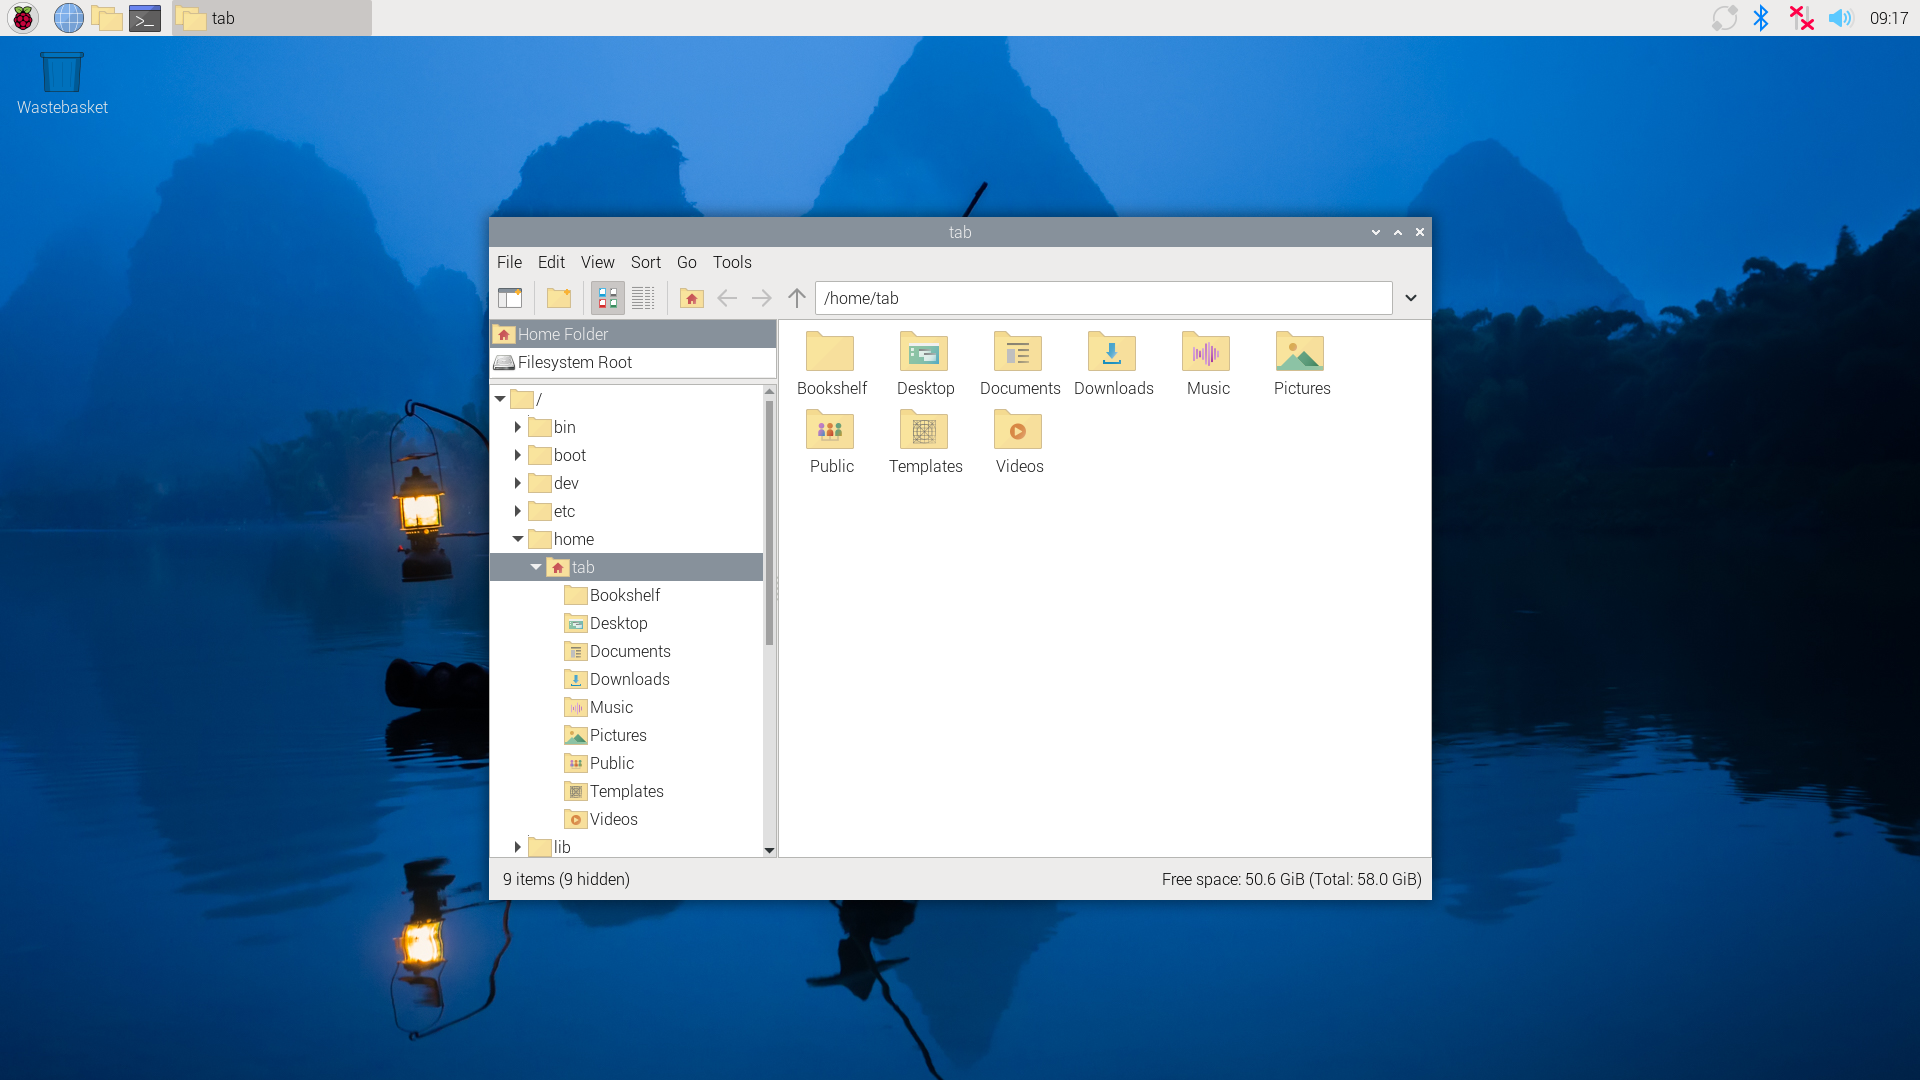 tab
09:17
Wastebasket
tab
File Edit View Sort Go Tools
/home/tab
Home Folder
Filesystem Root
/
bin
boot
dev
etc
home
tab
Bookshelf
Desktop
Documents
Downloads
Music
Pictures
Public
Templates
Videos
lib
Bookshelf Desktop Documents Downloads Music Pictures
Public Templates Videos
9 items (9 hidden)
Free space: 50.6 GiB (Total: 58.0 GiB)